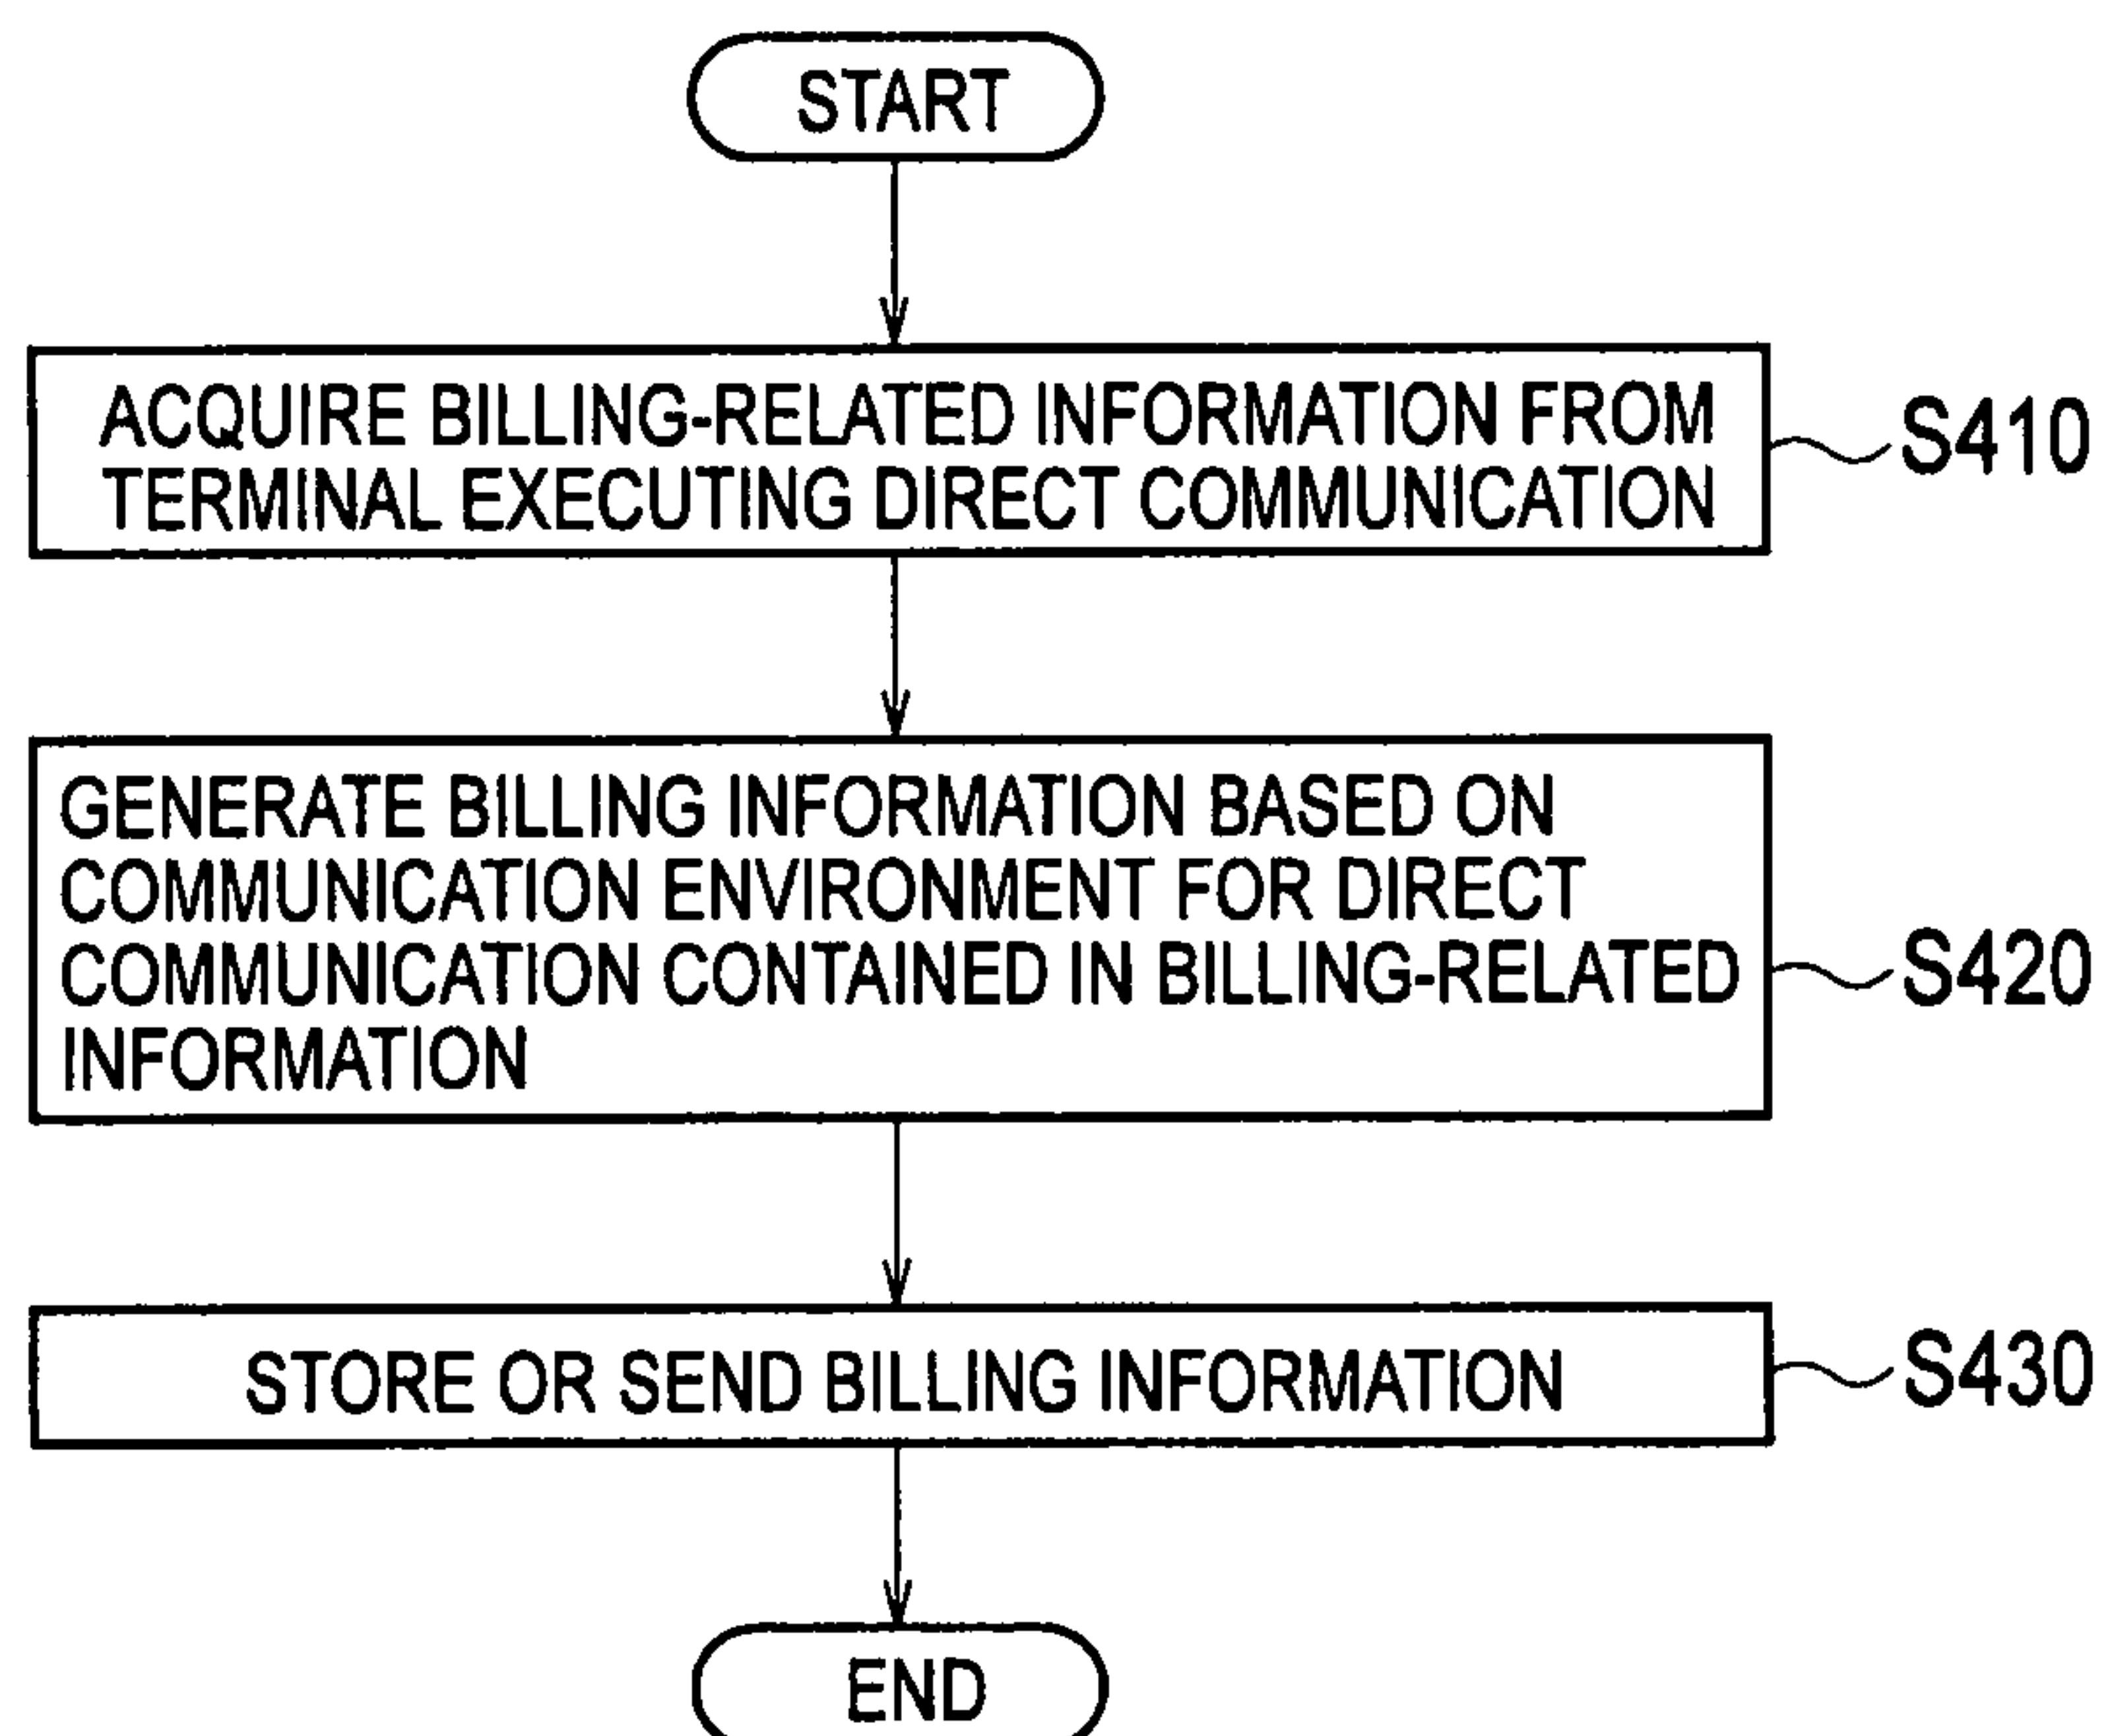 START
ACQUIRE BILLING-RELATED INFORMATION FROM
TERMINAL EXECUTING DIRECT COMMUNICATION
S410
GENERATE BILLING INFORMATION BASED ON
COMMUNICATION ENVIRONMENT FOR DIRECT
COMMUNICATION CONTAINED IN BILLING-RELATED
INFORMATION
S420
STORE OR SEND BILLING INFORMATION
S430
END